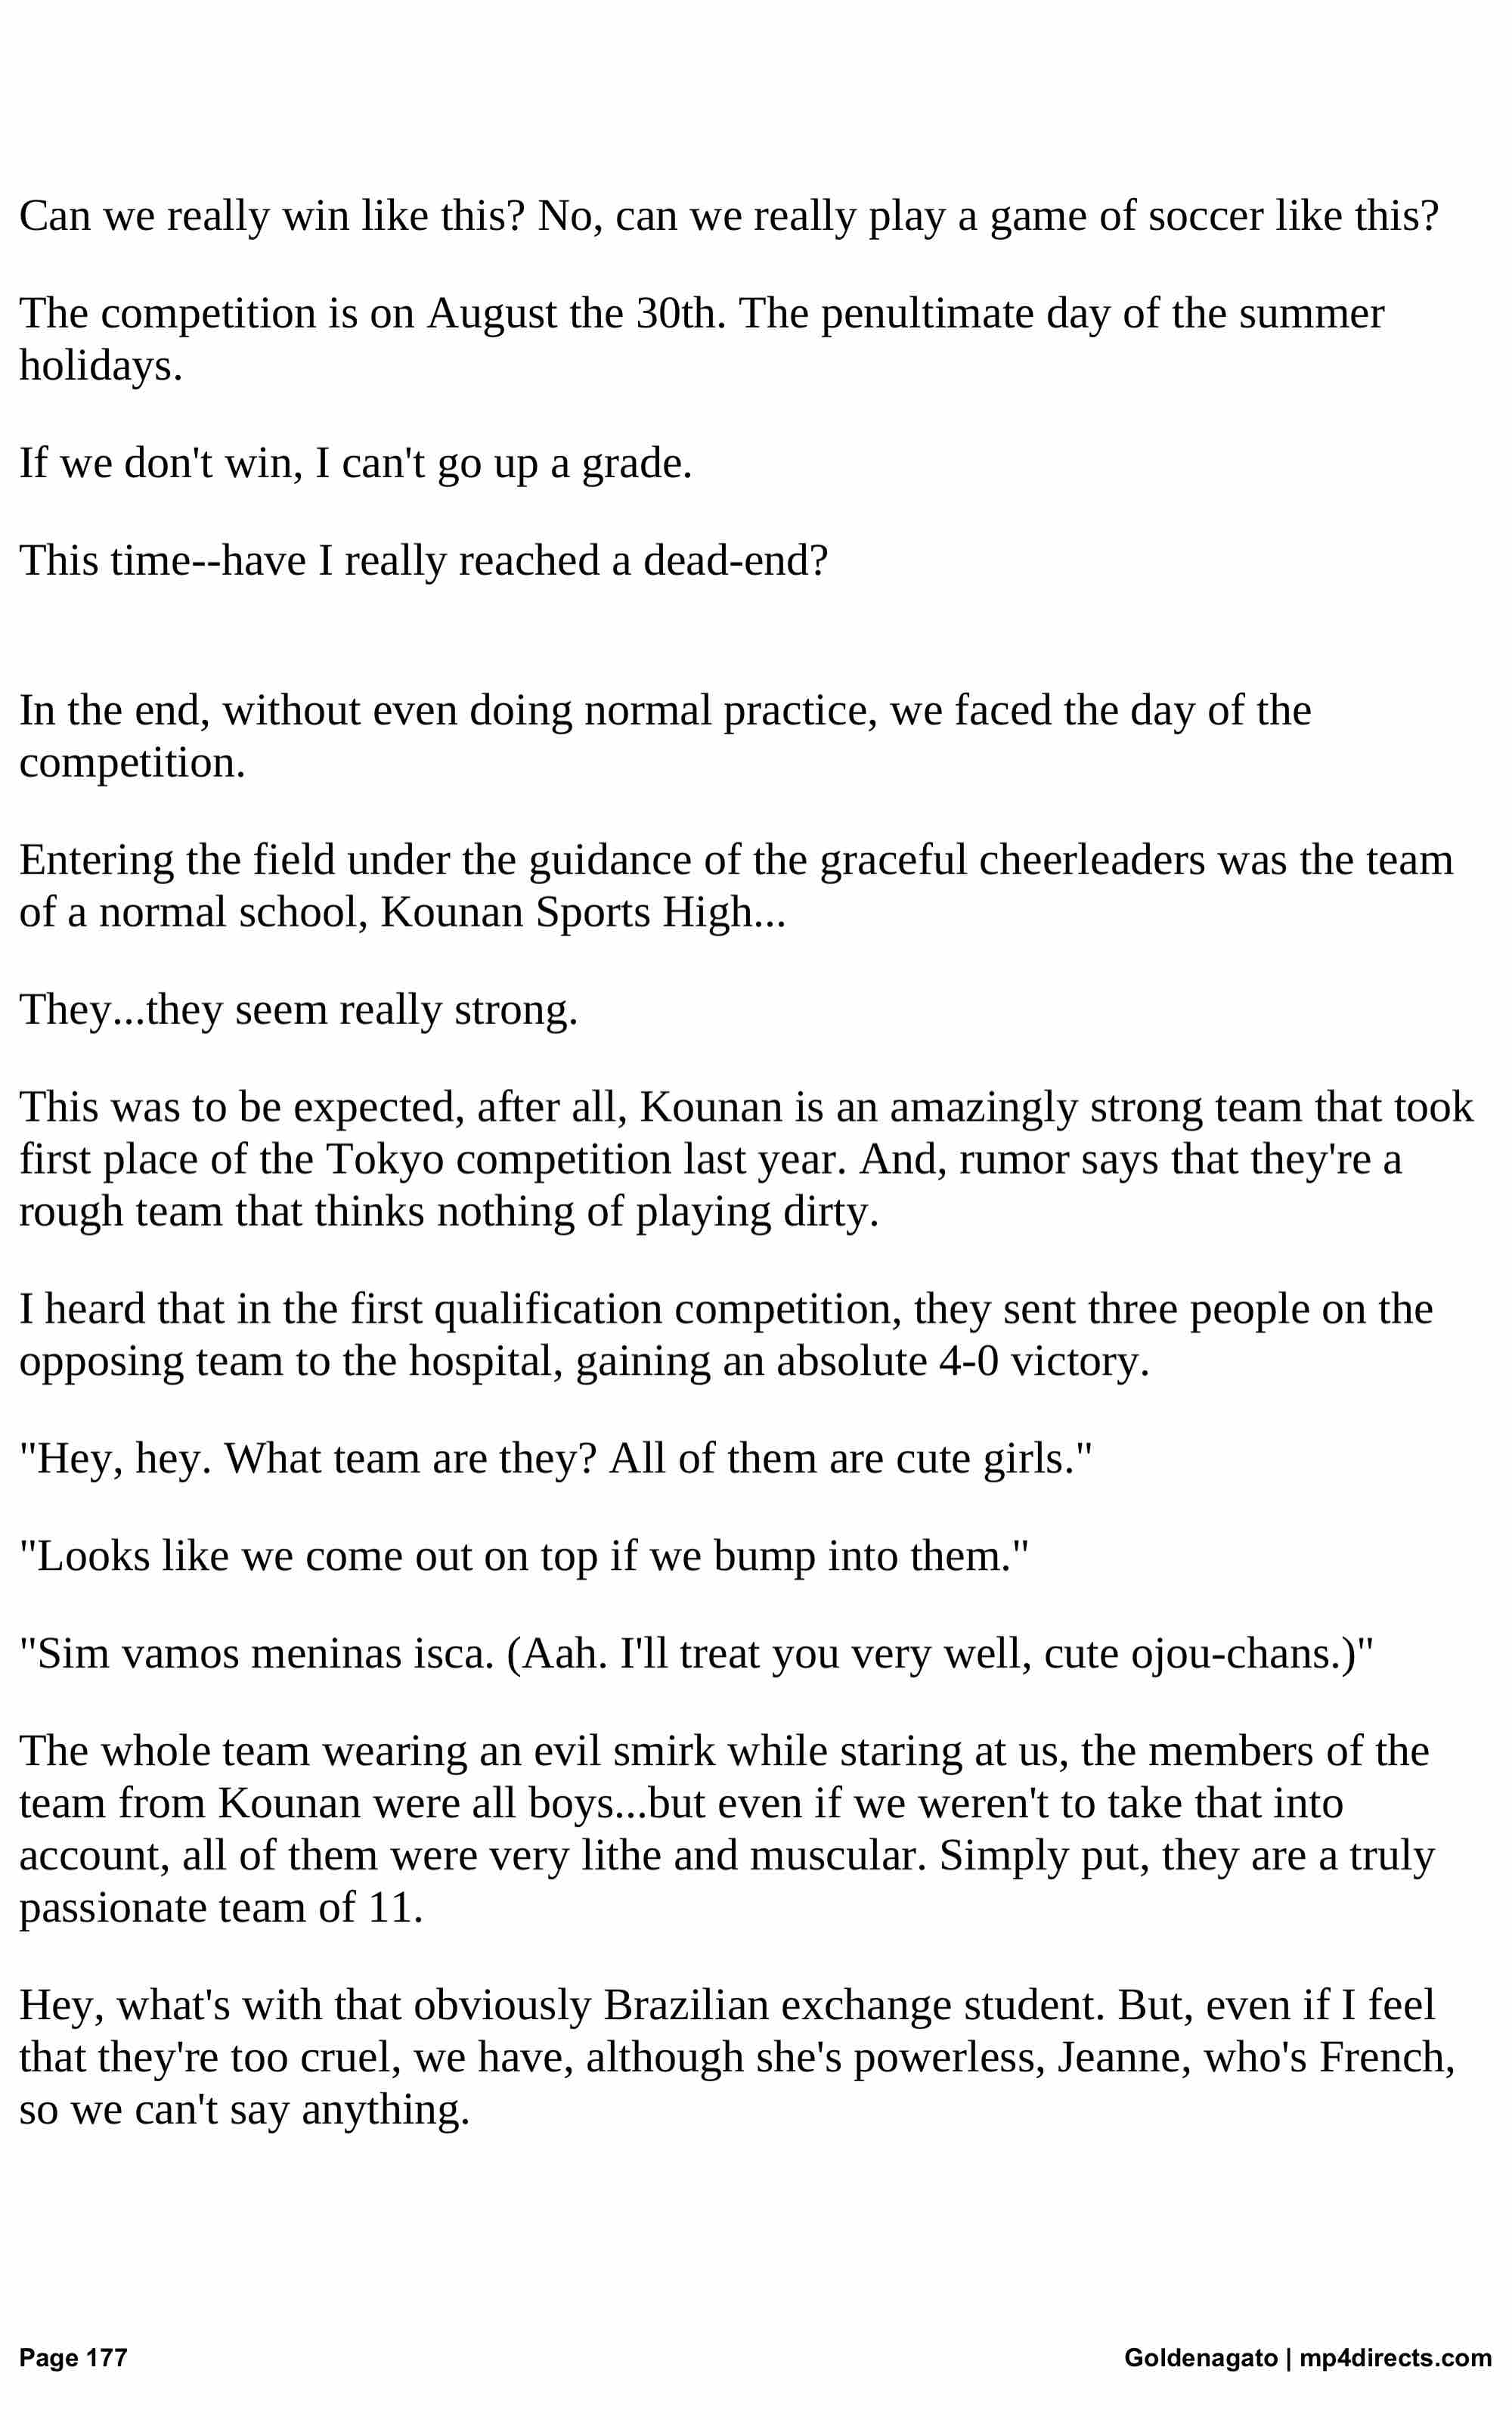 Can we really win like this? No, can we really play a game of soccer like this?
The competition is on August the 30th. The penultimate day of the summer
holidays.
If we don't win, I can't go up a grade.
This time--have I really reached a dead-end?
In the end, without even doing normal practice, we faced the day of the
competition.
Entering the field under the guidance of the graceful cheerleaders was the team
of a normal school, Kounan Sports High...
They...they seem really strong.
This was to be expected, after all, Kounan is an amazingly strong team that took
first place of the Tokyo competition last year. And, rumor says that they're a
rough team that thinks nothing of playing dirty.
I heard that in the first qualification competition, they sent three people on the
opposing team to the hospital, gaining an absolute 4-0 victory.
"Hey, hey. What team are they? All of them are cute girls."
"Looks like we come out on top if we bump into them."
"Sim vamos meninas isca. (Aah. I'll treat you very well, cute ojou-chans.)"
The whole team wearing an evil smirk while staring at us, the members of the
team from Kounan were all boys...but even if we weren't to take that into
account, all of them were very lithe and muscular. Simply put, they are a truly
passionate team of 11.
Hey, what's with that obviously Brazilian exchange student. But, even if I feel
that they're too cruel, we have, although she's powerless, Jeanne, who's French,
so we can't say anything.
Page 177
Goldenagato | mp4directs.com